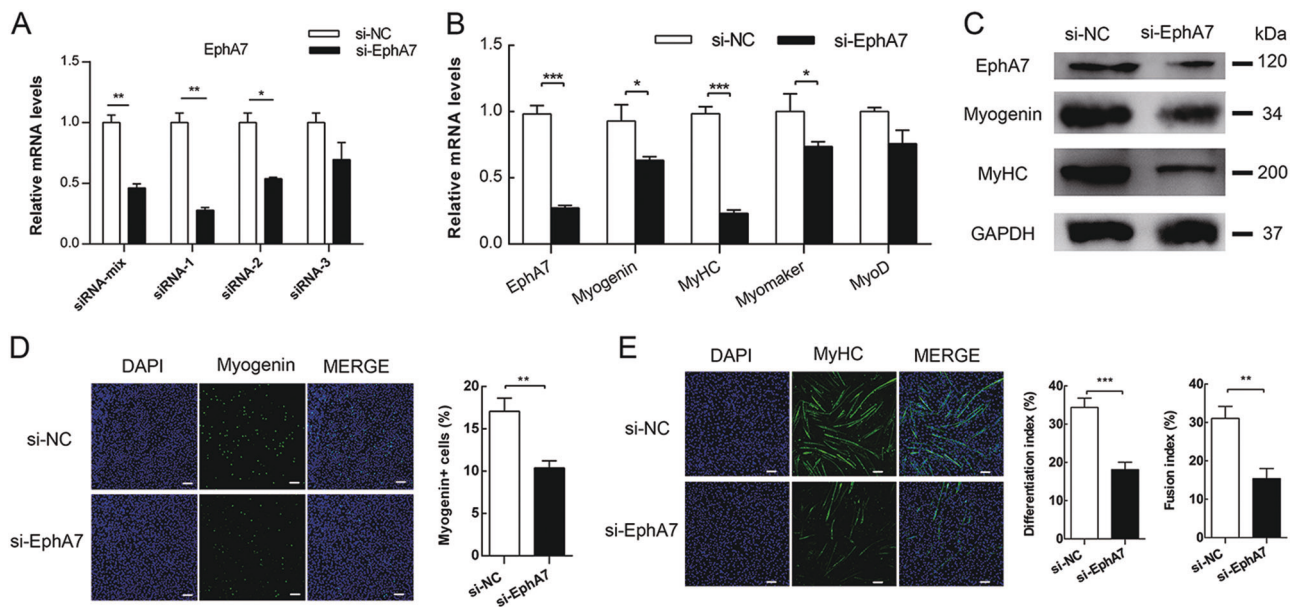 A
EphA7
si-NC
si-EphA7
Relative mRNA levels
1.5
1.0
0.5
1.0
**
**
*
siRNA-mix
siRNA-1
siRNA-2
siRNA-3
B
si-NC
si-EphA7
Relative mRNA levels
1.5
1.0
0.5
0.0
***
*
***
*
EphA7
Myogenin
MyHC
Myomaker
MyoD
C
si-NC
si-EphA7
kDa
EphA7
120
Myogenin
34
MyHC
200
GAPDH
37
D
DAPI
Myogenin
MERGE
si-NC
si-EphA7
Myogenin+ cells (%)
20
15
10
5
0
**
si-NC
si-EphA7
E
DAPI
MyHC
MERGE
si-NC
si-EphA7
Differentiation index (%)
40
30
20
10
0
***
si-NC
si-EphA7
Fusion index (%)
40
30
20
10
0
**
si-NC
si-EphA7